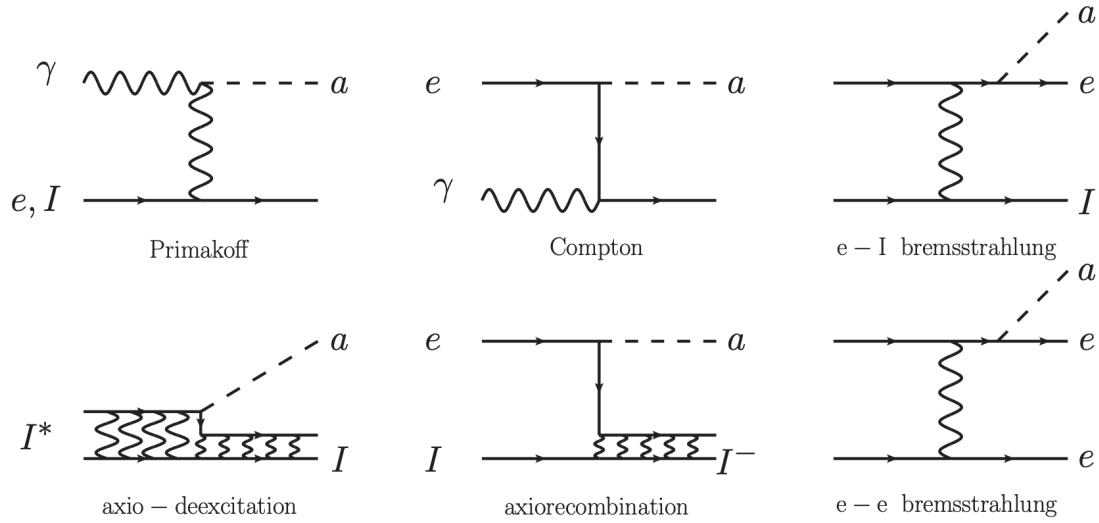 γ a
e, I
Primakoff
e a
γ
Compton
a
e
I
e − I bremsstrahlung
a
I* I
axio − deexcitation
e a
I I−
axiorecombination
a
e
e
e − e bremsstrahlung